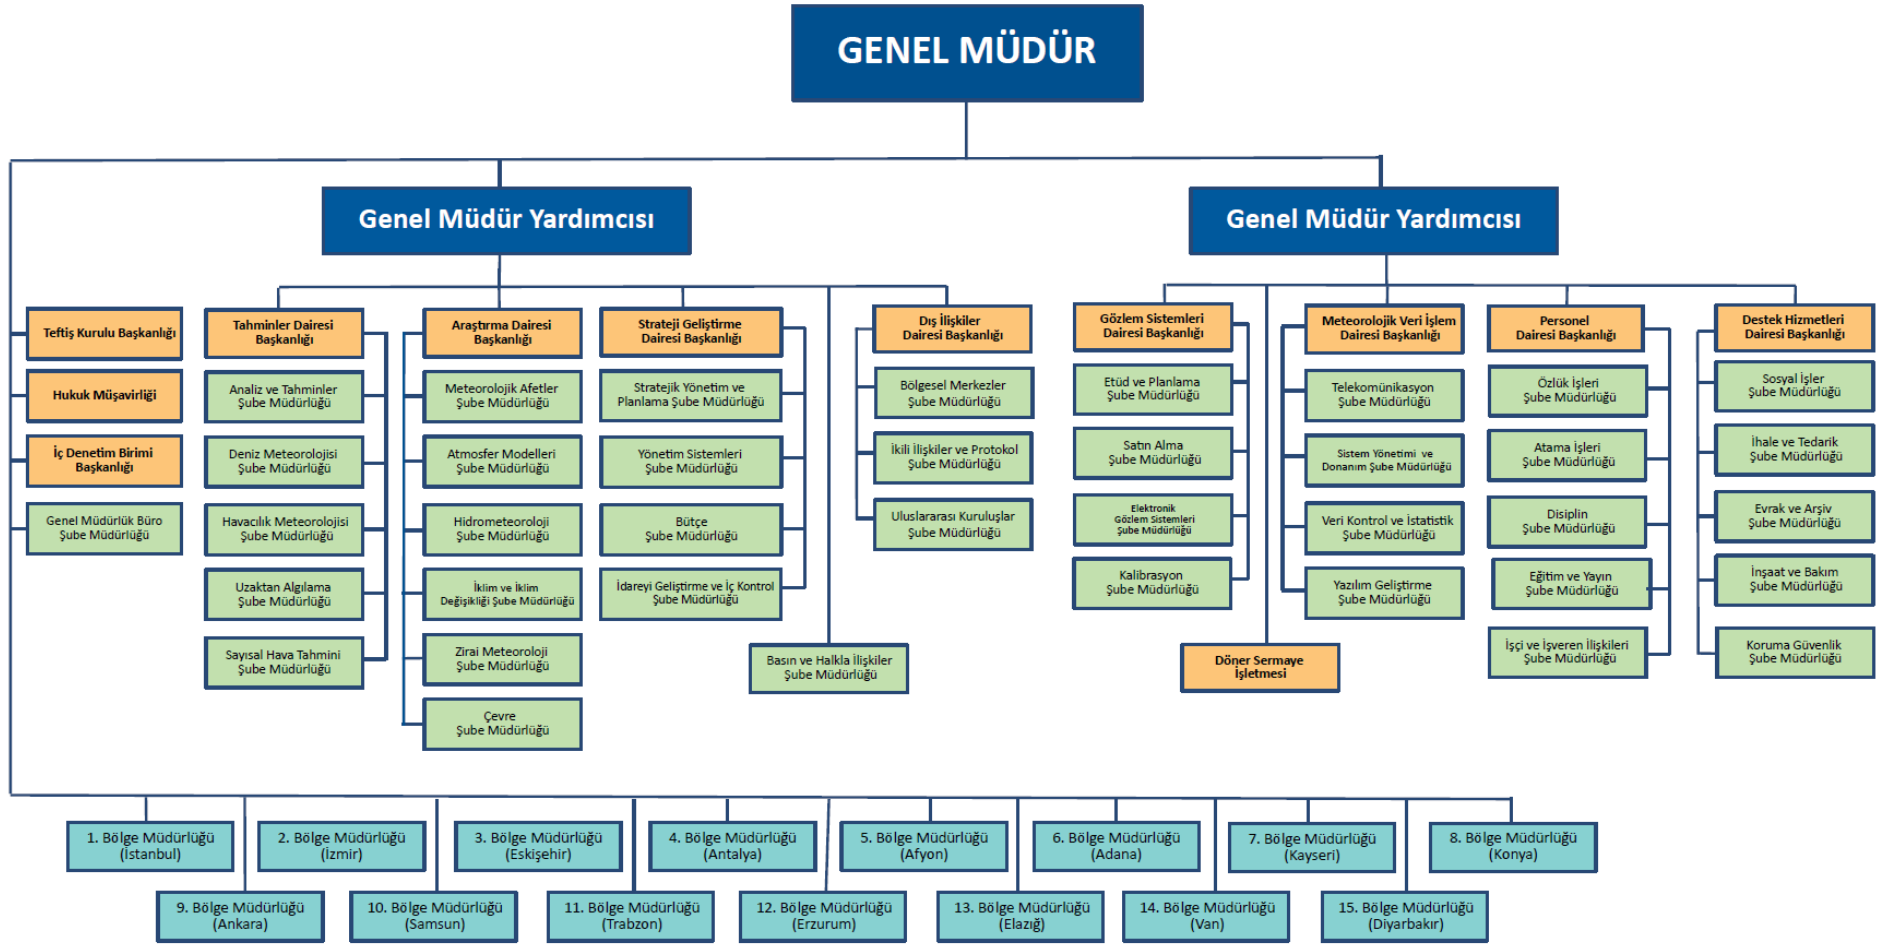 GENEL MÜDÜR
Genel Müdür Yardımcısı
Genel Müdür Yardımcısı
Teftiş Kurulu Başkanlığı
Hukuk Müşavirliği
İç Denetim Birimi
Başkanlığı
Genel Müdürlük Büro
Şube Müdürlüğü
Tahminler Dairesi
Başkanlığı
Analiz ve Tahminler
Şube Müdürlüğü
Deniz Meteorolojisi
Şube Müdürlüğü
Havacılık Meteorolojisi
Şube Müdürlüğü
Uzaktan Algılama
Şube Müdürlüğü
Sayısal Hava Tahmini
Şube Müdürlüğü
Araştırma Dairesi
Başkanlığı
Meteorolojik Afetler
Şube Müdürlüğü
Atmosfer Modelleri
Şube Müdürlüğü
Hidrometeoroloji
Şube Müdürlüğü
İklim ve İklim
Değişikliği Şube Müdürlüğü
Zirai Meteoroloji
Şube Müdürlüğü
Çevre
Şube Müdürlüğü
Strateji Geliştirme
Dairesi Başkanlığı
Stratejik Yönetim ve
Planlama Şube Müdürlüğü
Yönetim Sistemleri
Şube Müdürlüğü
Bütçe
Şube Müdürlüğü
İdareyi Geliştirme ve İç Kontrol
Şube Müdürlüğü
Basın ve Halkla İlişkiler
Şube Müdürlüğü
Dış İlişkiler
Dairesi Başkanlığı
Bölgesel Merkezler
Şube Müdürlüğü
İkili İlişkiler ve Protokol
Şube Müdürlüğü
Uluslararası Kuruluşlar
Şube Müdürlüğü
Gözlem Sistemleri
Dairesi Başkanlığı
Etüd ve Planlama
Şube Müdürlüğü
Satın Alma
Şube Müdürlüğü
Elektronik
Gözlem Sistemleri
Şube Müdürlüğü
Kalibrasyon
Şube Müdürlüğü
Döner Sermaye
İşletmesi
Meteorolojik Veri İşlem
Dairesi Başkanlığı
Telekomünikasyon
Şube Müdürlüğü
Sistem Yönetimi ve
Donanım Şube Müdürlüğü
Veri Kontrol ve İstatistik
Şube Müdürlüğü
Yazılım Geliştirme
Şube Müdürlüğü
Personel
Dairesi Başkanlığı
Özlük İşleri
Şube Müdürlüğü
Atama İşleri
Şube Müdürlüğü
Disiplin
Şube Müdürlüğü
Eğitim ve Yayın
Şube Müdürlüğü
İşçi ve İşveren İlişkileri
Şube Müdürlüğü
Destek Hizmetleri
Dairesi Başkanlığı
Sosyal İşler
Şube Müdürlüğü
İhale ve Tedarik
Şube Müdürlüğü
Evrak ve Arşiv
Şube Müdürlüğü
İnşaat ve Bakım
Şube Müdürlüğü
Koruma Güvenlik
Şube Müdürlüğü
1. Bölge Müdürlüğü
(İstanbul)
2. Bölge Müdürlüğü
(İzmir)
3. Bölge Müdürlüğü
(Eskişehir)
4. Bölge Müdürlüğü
(Antalya)
5. Bölge Müdürlüğü
(Afyon)
6. Bölge Müdürlüğü
(Adana)
7. Bölge Müdürlüğü
(Kayseri)
8. Bölge Müdürlüğü
(Konya)
9. Bölge Müdürlüğü
(Ankara)
10. Bölge Müdürlüğü
(Samsun)
11. Bölge Müdürlüğü
(Trabzon)
12. Bölge Müdürlüğü
(Erzurum)
13. Bölge Müdürlüğü
(Elazığ)
14. Bölge Müdürlüğü
(Van)
15. Bölge Müdürlüğü
(Diyarbakır)